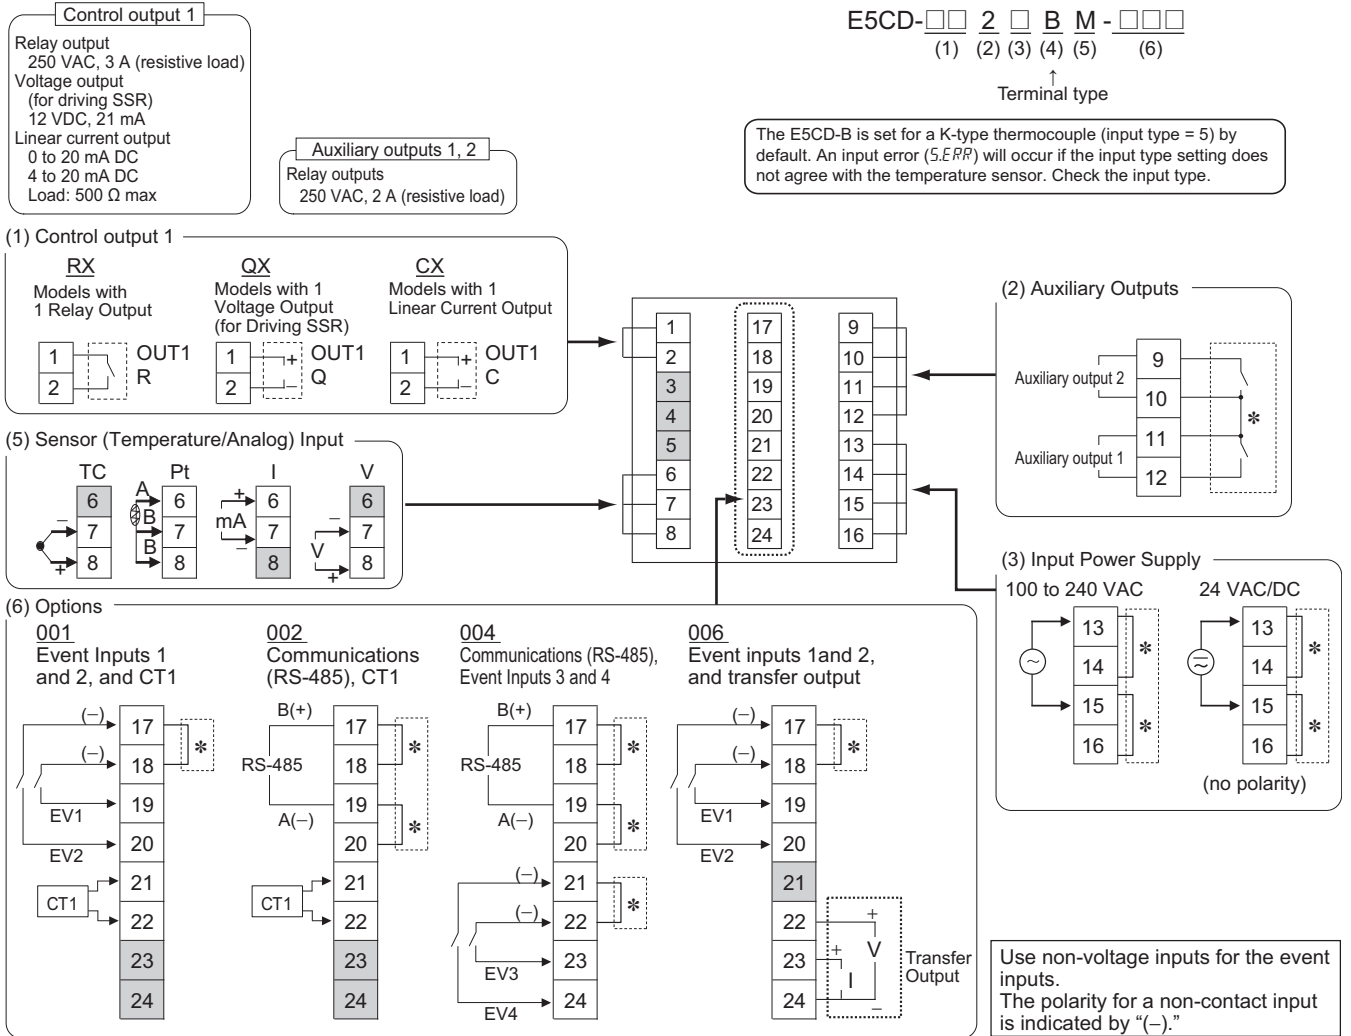 Control output 1
Relay output
250 VAC, 3 A (resistive load)
Voltage output
(for driving SSR)
12 VDC, 21 mA
Linear current output
0 to 20 mA DC
4 to 20 mA DC
Load: 500 Ω max
Auxiliary outputs 1, 2
Relay outputs
250 VAC, 2 A (resistive load)
E5CD-□□ 2 □ B M - □□□
(1) (2) (3) (4) (5) (6)
↑
Terminal type
The E5CD-B is set for a K-type thermocouple (input type = 5) by
default. An input error (S.ERR) will occur if the input type setting does
not agree with the temperature sensor. Check the input type.
(1) Control output 1
RX
Models with
1 Relay Output
1
2
OUT1
R
QX
Models with 1
Voltage Output
(for Driving SSR)
1
2
+
−
OUT1
Q
CX
Models with 1
Linear Current Output
1
2
+
−
OUT1
C
1
2
3
4
5
6
7
8
17
18
19
20
21
22
23
24
9
10
11
12
13
14
15
16
(2) Auxiliary Outputs
Auxiliary output 2
Auxiliary output 1
9
10
11
12
*
(5) Sensor (Temperature/Analog) Input
TC
−
+
6
7
8
Pt
A
B
B
6
7
8
I
+
mA
−
6
7
8
V
−
V
+
6
7
8
(3) Input Power Supply
100 to 240 VAC
13
14
15
16
*
*
24 VAC/DC
13
14
15
16
*
*
(no polarity)
(6) Options
001
Event Inputs 1
and 2, and CT1
(−)
(−)
EV1
EV2
CT1
17
18
19
20
21
22
23
24
*
002
Communications
(RS-485), CT1
B(+)
RS-485
A(−)
CT1
17
18
19
20
21
22
23
24
*
*
004
Communications (RS-485),
Event Inputs 3 and 4
B(+)
RS-485
A(−)
(−)
(−)
EV3
EV4
17
18
19
20
21
22
23
24
*
*
*
006
Event inputs 1and 2,
and transfer output
(−)
(−)
EV1
EV2
17
18
19
20
21
22
23
24
*
+
V
+
I
−
Transfer
Output
Use non-voltage inputs for the event
inputs.
The polarity for a non-contact input
is indicated by “(−).”